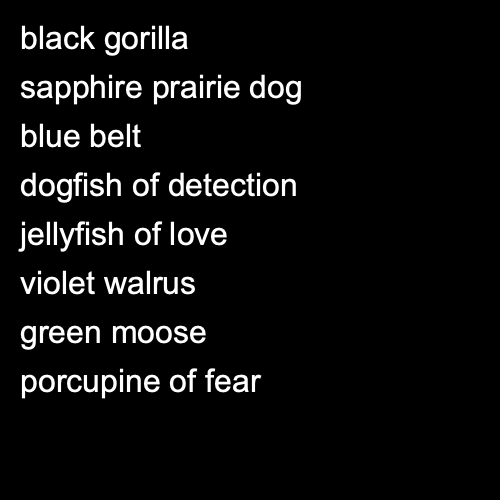 black gorilla
sapphire prairie dog
blue belt
dogfish of detection
jellyfish of love
violet walrus
green moose
porcupine of fear